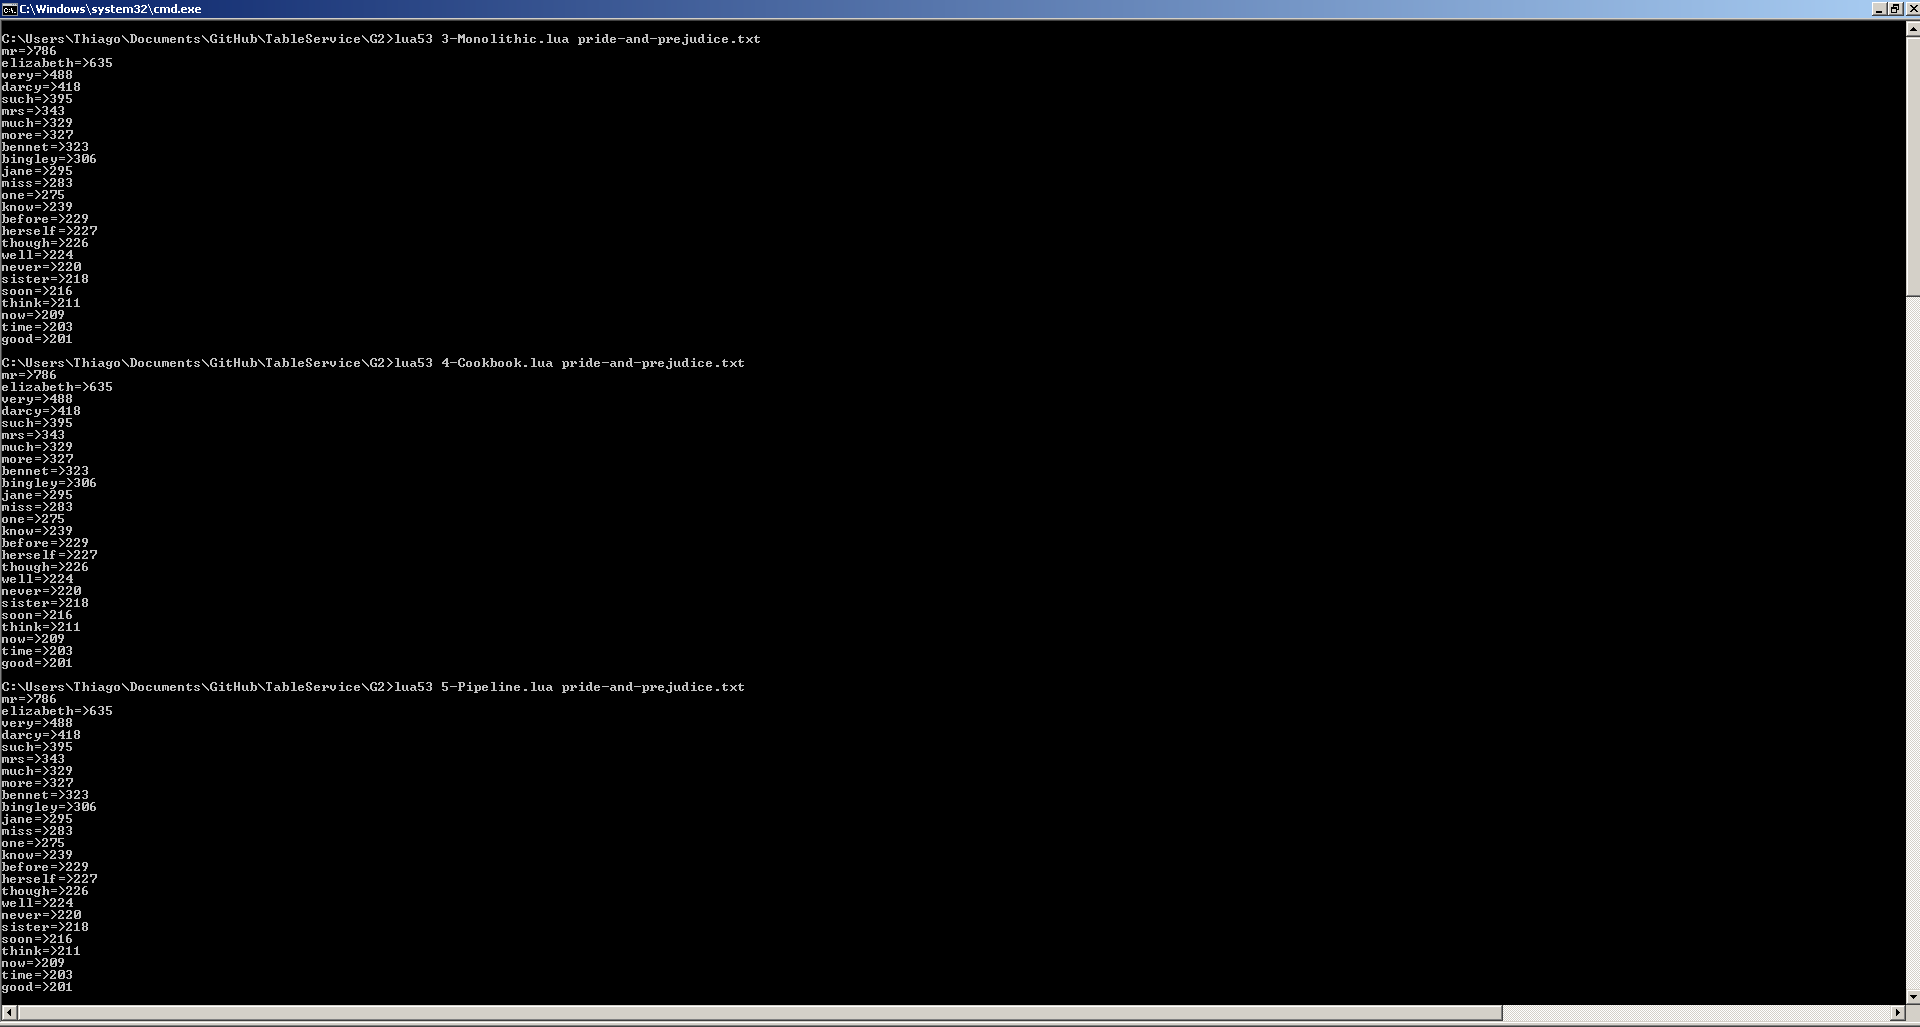 C:\Windows\system32\cmd.exe
C:\Users\Thiago\Documents\GitHub\TableService\G2>lua53 3-Monolithic.lua pride-and-prejudice.txt
mr=>786
elizabeth=>635
very=>488
darcy=>418
such=>395
mrs=>343
much=>329
more=>327
bennet=>323
bingley=>306
jane=>295
miss=>283
one=>275
know=>239
before=>229
herself=>227
though=>226
well=>224
never=>220
sister=>218
soon=>216
think=>211
now=>209
time=>203
good=>201
C:\Users\Thiago\Documents\GitHub\TableService\G2>lua53 4-Cookbook.lua pride-and-prejudice.txt
mr=>786
elizabeth=>635
very=>488
darcy=>418
such=>395
mrs=>343
much=>329
more=>327
bennet=>323
bingley=>306
jane=>295
miss=>283
one=>275
know=>239
before=>229
herself=>227
though=>226
well=>224
never=>220
sister=>218
soon=>216
think=>211
now=>209
time=>203
good=>201
C:\Users\Thiago\Documents\GitHub\TableService\G2>lua53 5-Pipeline.lua pride-and-prejudice.txt
mr=>786
elizabeth=>635
very=>488
darcy=>418
such=>395
mrs=>343
much=>329
more=>327
bennet=>323
bingley=>306
jane=>295
miss=>283
one=>275
know=>239
before=>229
herself=>227
though=>226
well=>224
never=>220
sister=>218
soon=>216
think=>211
now=>209
time=>203
good=>201